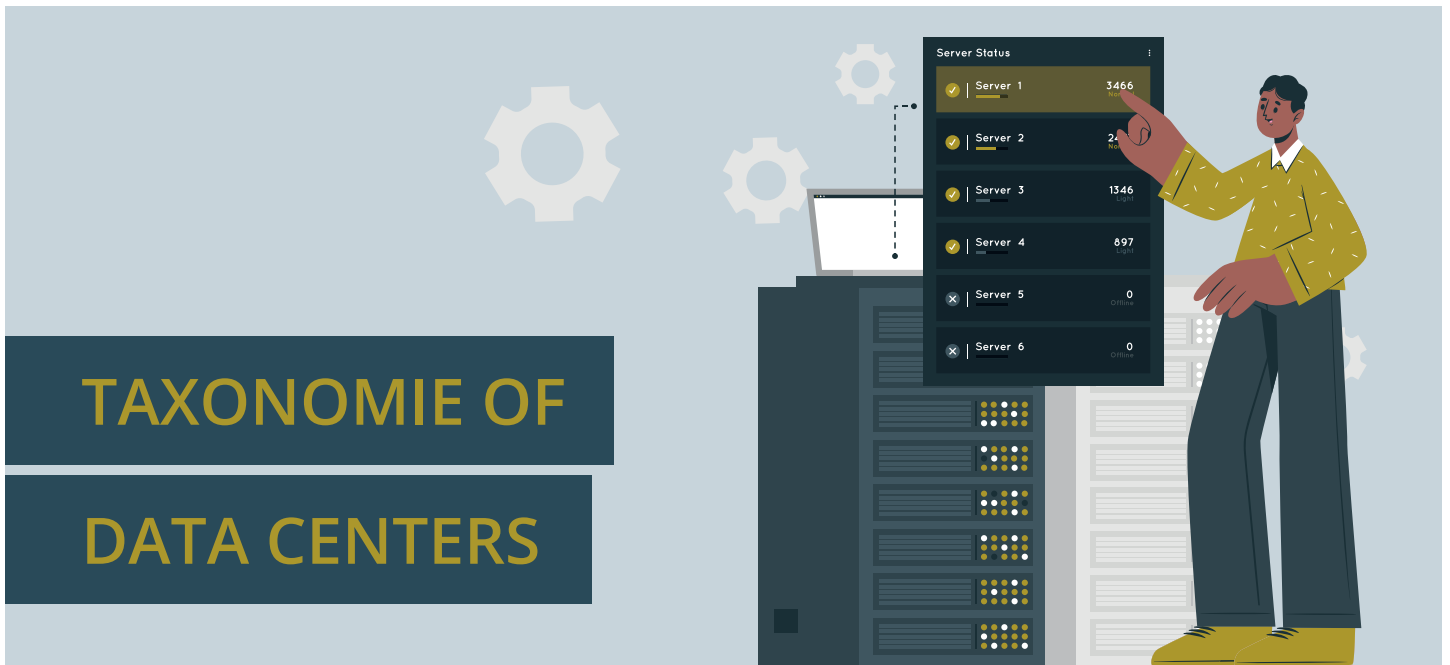 TAXONOMIE OF
DATA CENTERS
Server Status
Server 1 3466
Server 2
Server 3 1346
Light
Server 4 897
Light
Server 5 0
Offline
Server 6 0
Offline